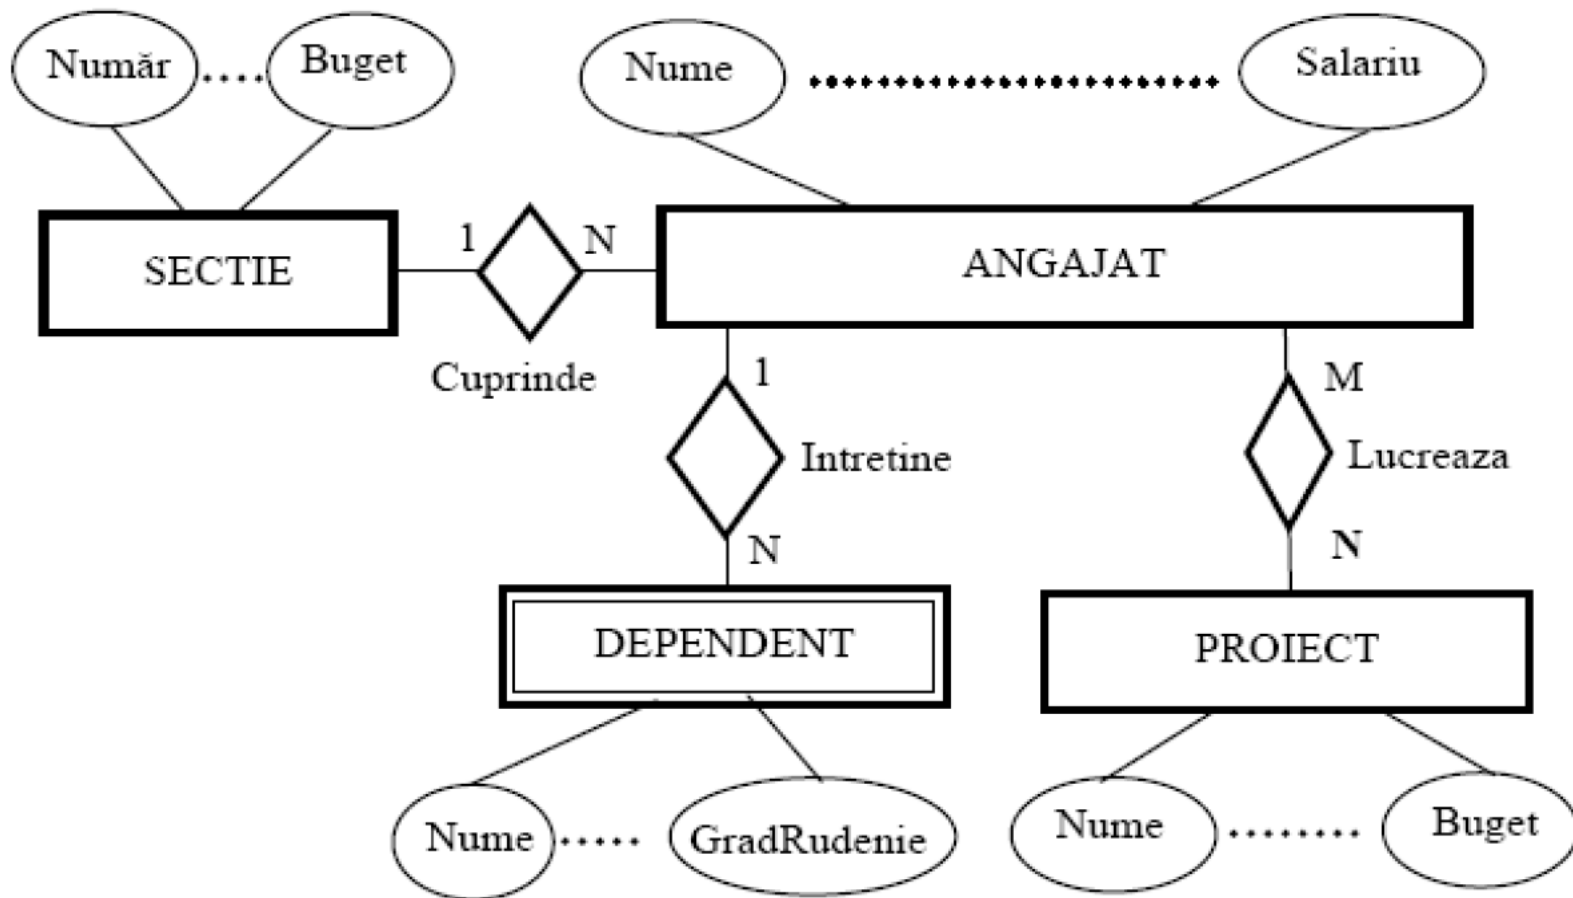 Număr
Buget
Nume
Salariu
SECTIE
1
N
ANGAJAT
Cuprinde
1
M
Intretine
Lucreaza
N
N
DEPENDENT
PROIECT
Nume
GradRudenie
Nume
Buget